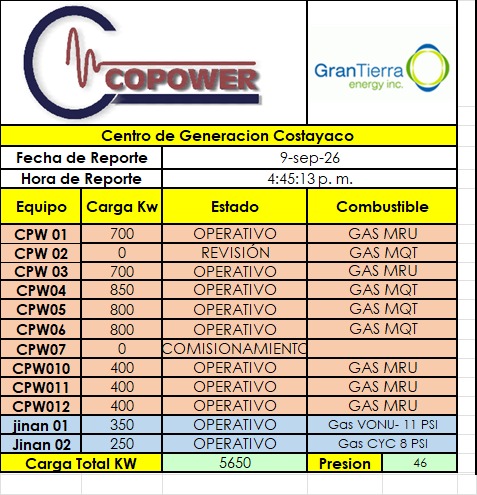 COPOWER
GranTierra
energy inc.
Centro de Generacion Costayaco
Fecha de Reporte 9-sep-26
Hora de Reporte 4:45:13 p. m.
Equipo Carga Kw Estado Combustible
CPW 01 700 OPERATIVO GAS MRU
CPW 02 0 REVISIÓN GAS MQT
CPW 03 700 OPERATIVO GAS MRU
CPW04 850 OPERATIVO GAS MQT
CPW05 800 OPERATIVO GAS MQT
CPW06 800 OPERATIVO GAS MQT
CPW07 0 COMISIONAMIENTO
CPW010 400 OPERATIVO GAS MRU
CPW011 400 OPERATIVO GAS MRU
CPW012 400 OPERATIVO GAS MRU
jinan 01 350 OPERATIVO Gas VONU- 11 PSI
Jinan 02 250 OPERATIVO Gas CYC 8 PSI
Carga Total KW 5650 Presion 46